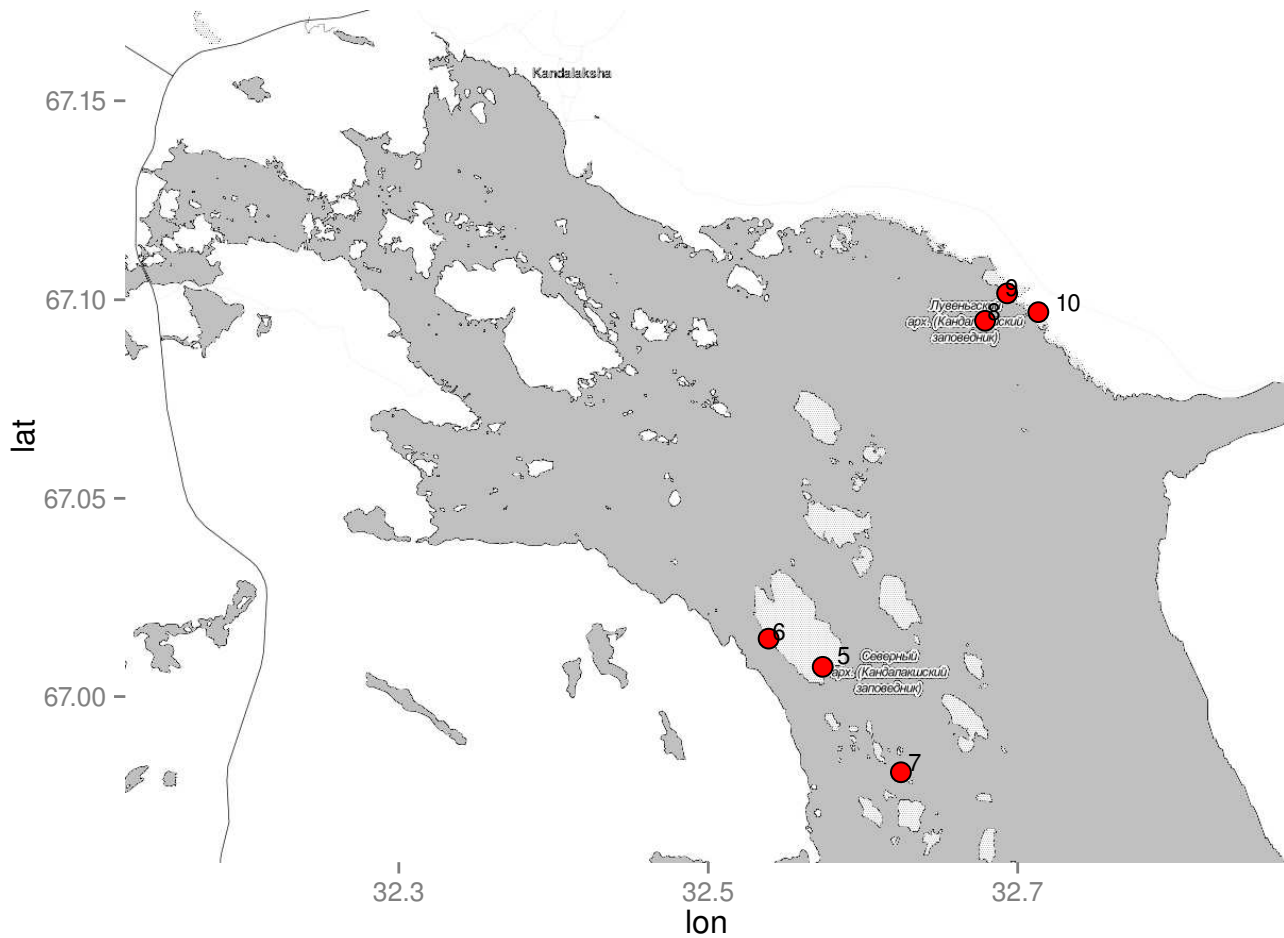 Kandalaksha
67.15
67.10
67.05
67.00
lat
9
10
8
Лувеньгский
арх. (Кандалакшский
заповедник)
6
5
Северный
арх. (Кандалакшский
заповедник)
7
32.3
32.5
32.7
lon